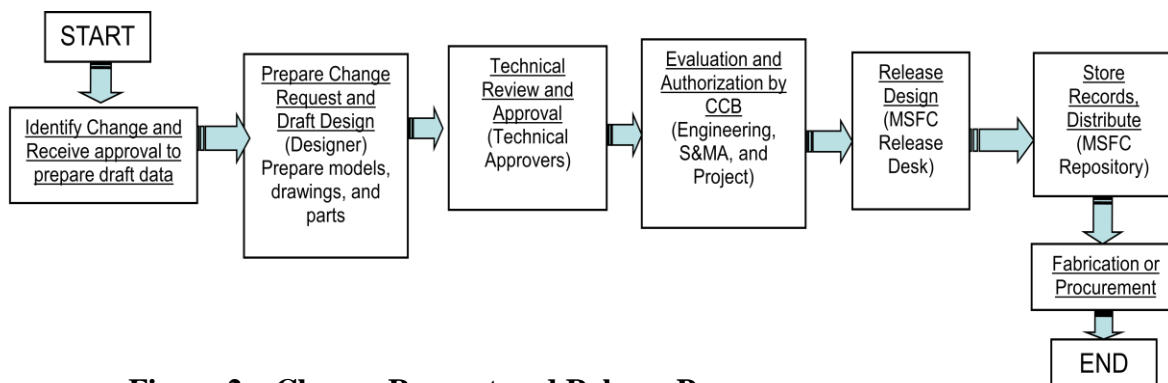 START
Identify Change and
Receive approval to
prepare draft data
Prepare Change
Request and
Draft Design
(Designer)
Prepare models,
drawings, and
parts
Technical
Review and
Approval
(Technical
Approvers)
Evaluation and
Authorization by
CCB
(Engineering,
S&MA, and
Project)
Release
Design
(MSFC
Release
Desk)
Store
Records,
Distribute
(MSFC
Repository)
Fabrication or
Procurement
END